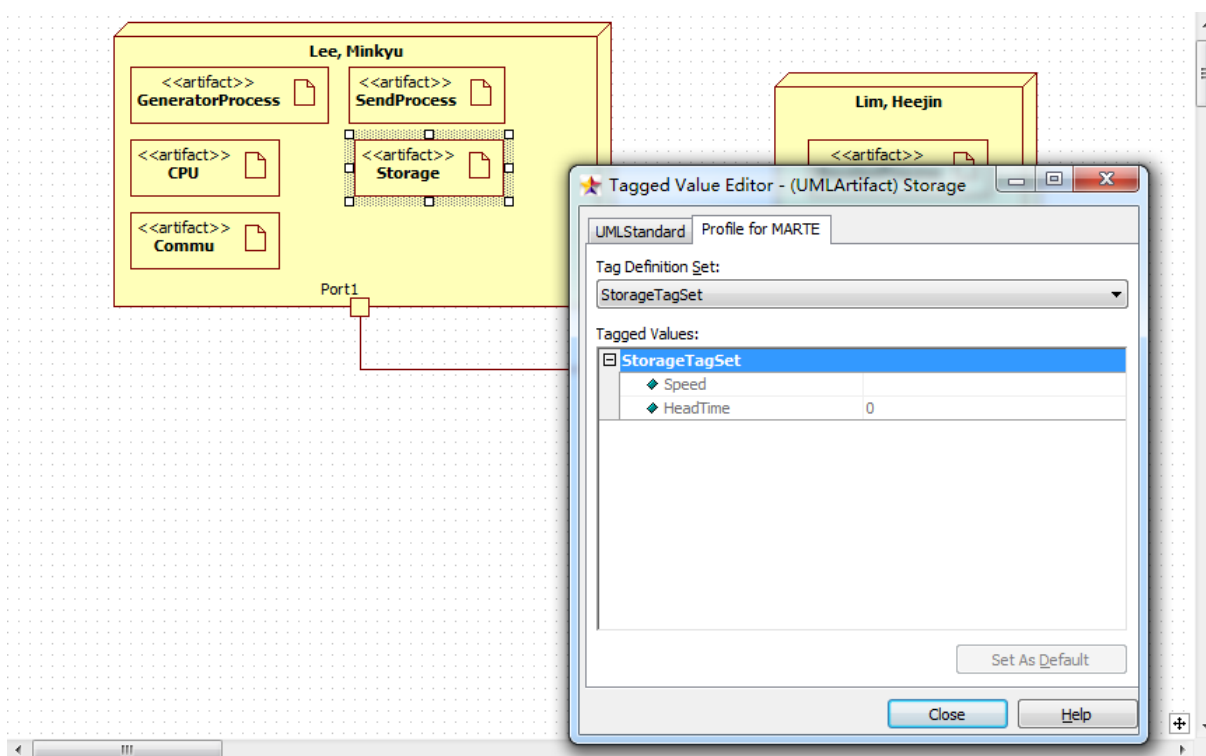 Lee, Minkyu
<<artifact>>
GeneratorProcess
<<artifact>>
SendProcess
<<artifact>>
CPU
<<artifact>>
Storage
<<artifact>>
Commu
Port1
Lim, Heejin
<<artifact>>
Tagged Value Editor - (UMLArtifact) Storage
UMLStandard
Profile for MARTE
Tag Definition Set:
StorageTagSet
Tagged Values:
StorageTagSet
Speed
HeadTime 0
Set As Default
Close
Help